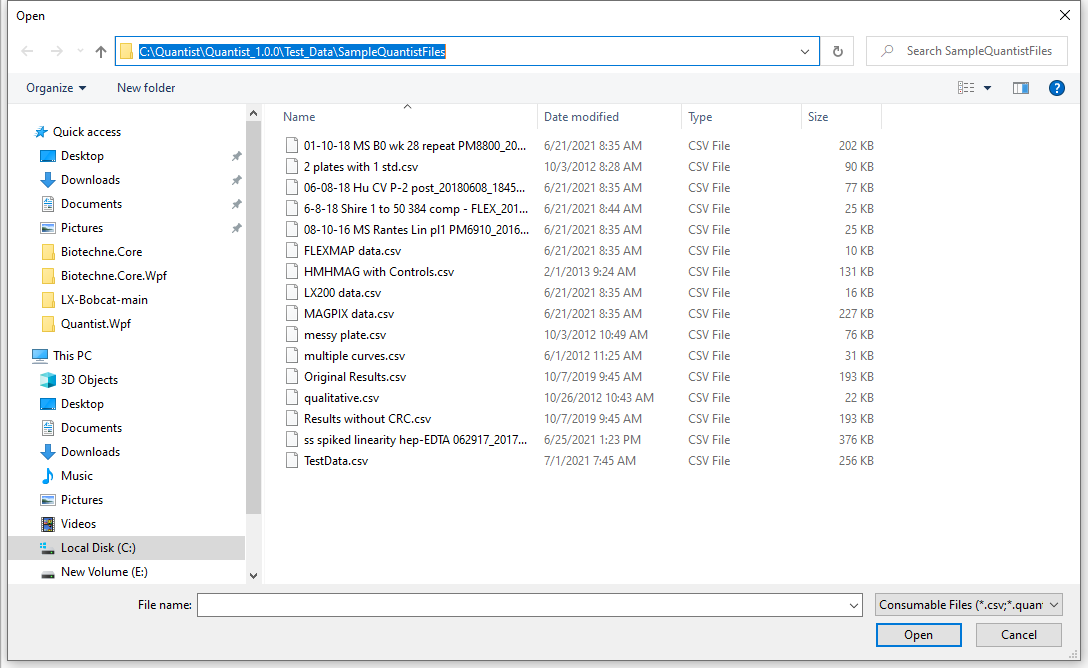 Open
C:\Quantist\Quantist_1.0.0\Test_Data\SampleQuantistFiles
Search SampleQuantistFiles
Organize
New folder
Quick access
Desktop
Downloads
Documents
Pictures
Biotechne.Core
Biotechne.Core.Wpf
LX-Bobcat-main
Quantist.Wpf
This PC
3D Objects
Desktop
Documents
Downloads
Music
Pictures
Videos
Local Disk (C:)
New Volume (E:)
Name Date modified Type Size
01-10-18 MS B0 wk 28 repeat PM8800_20... 6/21/2021 8:35 AM CSV File 202 KB
2 plates with 1 std.csv 10/3/2012 8:28 AM CSV File 90 KB
06-08-18 Hu CV P-2 post_20180608_1845... 6/21/2021 8:35 AM CSV File 77 KB
6-8-18 Shire 1 to 50 384 comp - FLEX_201... 6/21/2021 8:44 AM CSV File 25 KB
08-10-16 MS Rantes Lin pl1 PM6910_2016... 6/21/2021 8:35 AM CSV File 25 KB
FLEXMAP data.csv 6/21/2021 8:35 AM CSV File 10 KB
HMHMAG with Controls.csv 2/1/2013 9:24 AM CSV File 131 KB
LX200 data.csv 6/21/2021 8:35 AM CSV File 16 KB
MAGPIX data.csv 6/21/2021 8:35 AM CSV File 227 KB
messy plate.csv 10/3/2012 10:49 AM CSV File 76 KB
multiple curves.csv 6/1/2012 11:25 AM CSV File 31 KB
Original Results.csv 10/7/2019 9:45 AM CSV File 193 KB
qualitative.csv 10/26/2012 10:43 AM CSV File 22 KB
Results without CRC.csv 10/7/2019 9:45 AM CSV File 193 KB
ss spiked linearity hep-EDTA 062917_2017... 6/25/2021 1:23 PM CSV File 376 KB
TestData.csv 7/1/2021 7:45 AM CSV File 256 KB
File name:
Consumable Files (*.csv;*.quan
Open
Cancel